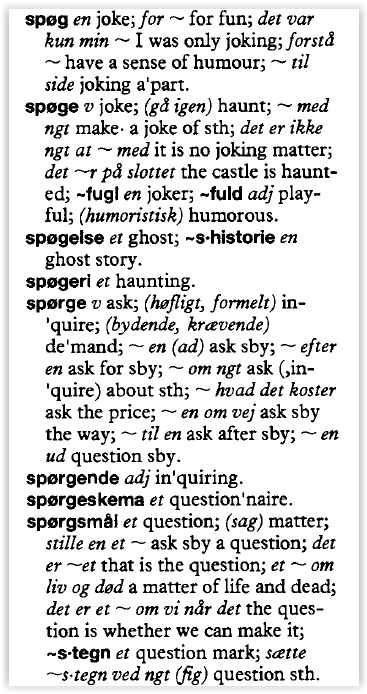 spøg en joke; for ~ for fun; det var
kun min ~ I was only joking; forstå
~ have a sense of humour; ~ til
side joking a'part.
spøge v joke; (gå igen) haunt; ~ med
ngt make· a joke of sth; det er ikke
ngt at ~ med it is no joking matter;
det ~r på slottet the castle is haunt-
ed; ~fugl en joker; ~fuld adj play-
ful; (humoristisk) humorous.
spøgelse et ghost; ~s·historie en
ghost story.
spøgeri et haunting.
spørge v ask; (høfligt, formelt) in-
'quire; (bydende, krævende)
de'mand; ~ en (ad) ask sby; ~ efter
en ask for sby; ~ om ngt ask (,in-
'quire) about sth; ~ hvad det koster
ask the price; ~ en om vej ask sby
the way; ~ til en ask after sby; ~ en
ud question sby.
spørgende adj in'quiring.
spørgeskema et question'naire.
spørgsmål et question; (sag) matter;
stille en et ~ ask sby a question; det
er ~et that is the question; et ~ om
liv og død a matter of life and dead;
det er et ~ om vi når det the ques-
tion is whether we can make it;
~s·tegn et question mark; sætte
~s·tegn ved ngt (fig) question sth.